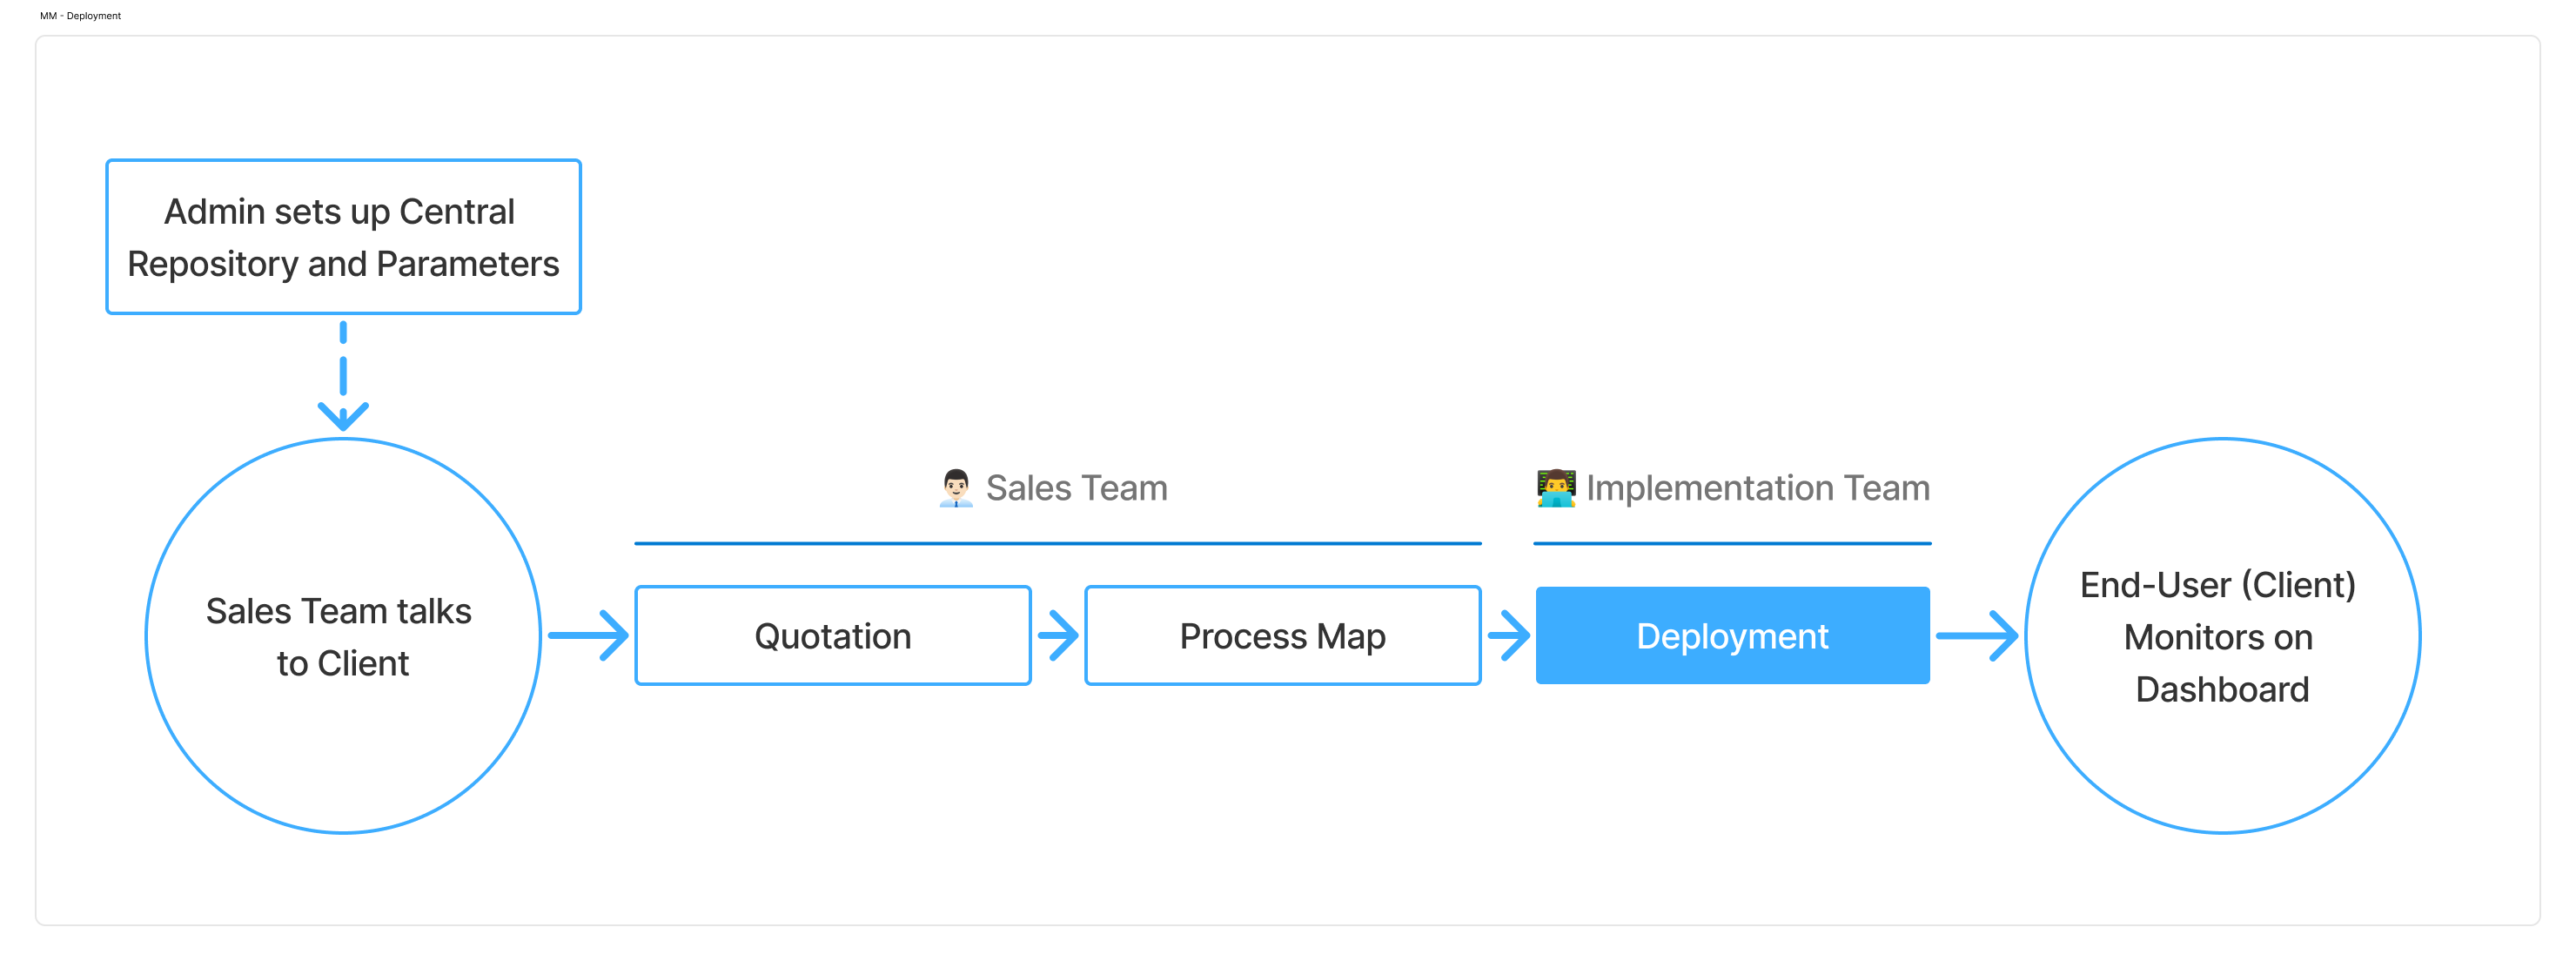 MM - Deployment
Admin sets up Central
Repository and Parameters
Sales Team talks
to Client
Sales Team
Quotation
Process Map
Implementation Team
Deployment
End-User (Client)
Monitors on
Dashboard